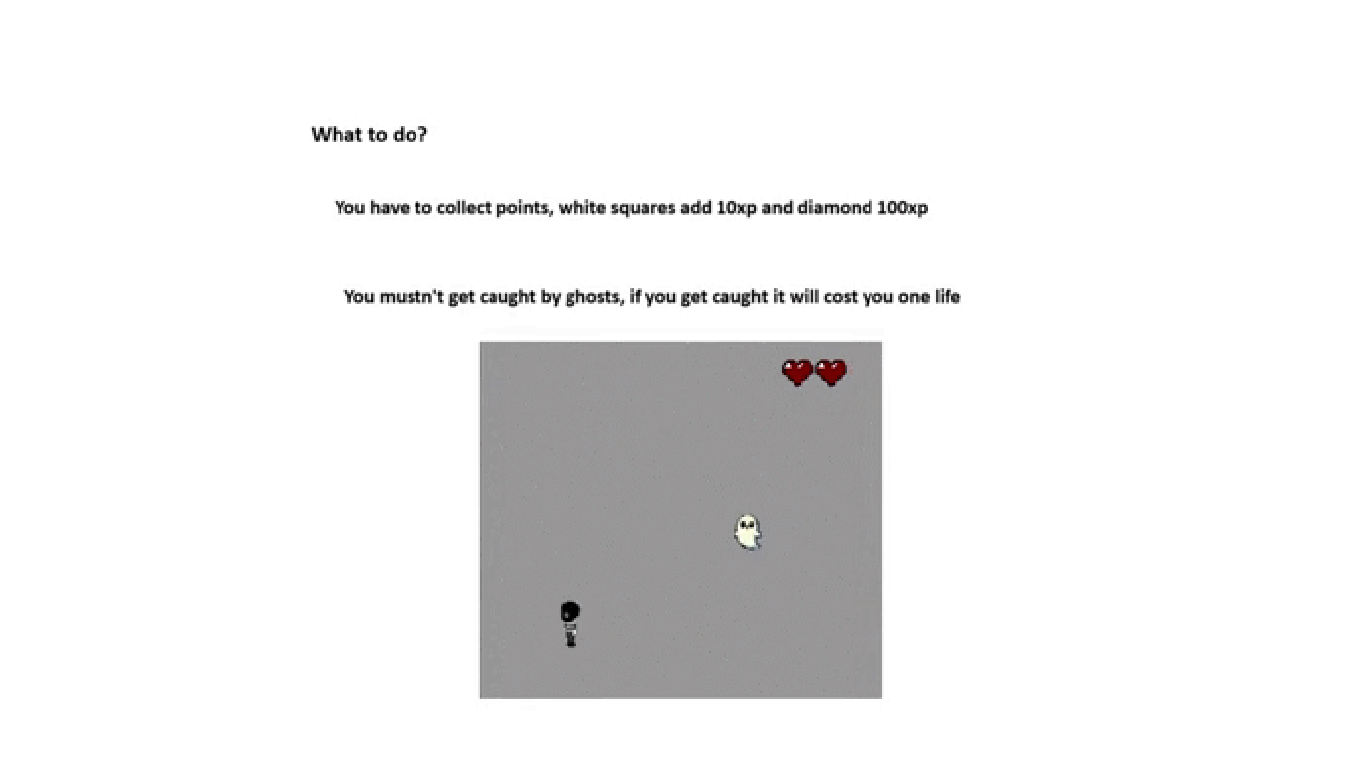 What to do?
You have to collect points, white squares add 10xp and diamond 100xp
You mustn't get caught by ghosts, if you get caught it will cost you one life